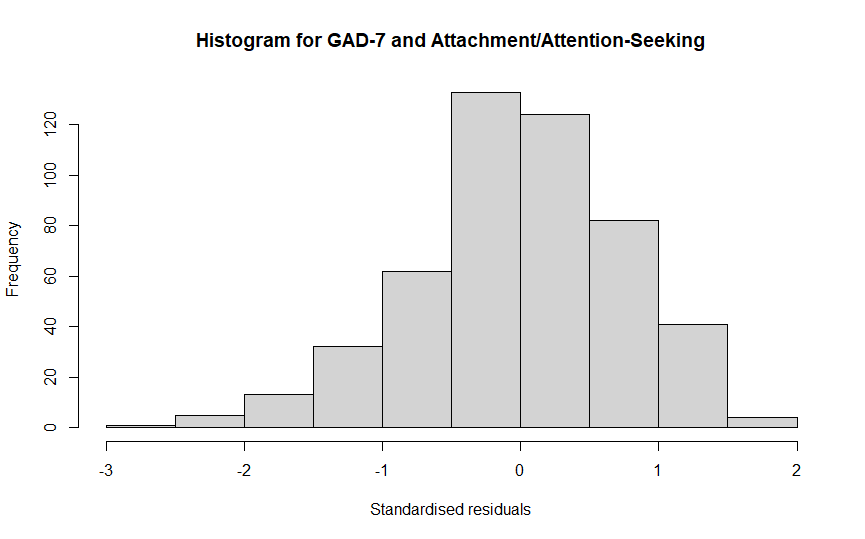 Histogram for GAD-7 and Attachment/Attention-Seeking
Frequency
120
100
80
60
40
20
0
-3 -2 -1 0 1 2
Standardised residuals